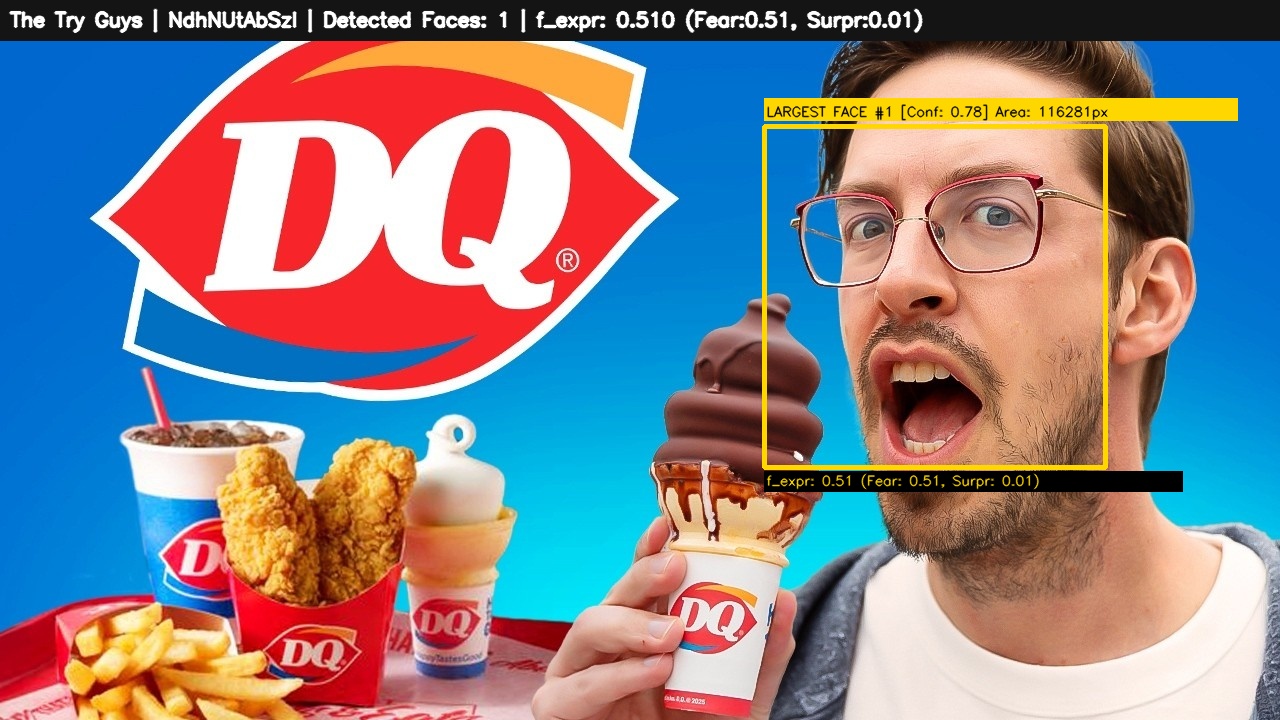 The Try Guys | NdhNUtAbSzI | Detected Faces: 1 | f_expr: 0.510 (Fear:0.51, Surpr:0.01)
LARGEST FACE #1 [Conf: 0.78] Area: 116281px
DQ®
f_expr: 0.51 (Fear: 0.51, Surpr: 0.01)
DQ
DQ
DQ
DQ